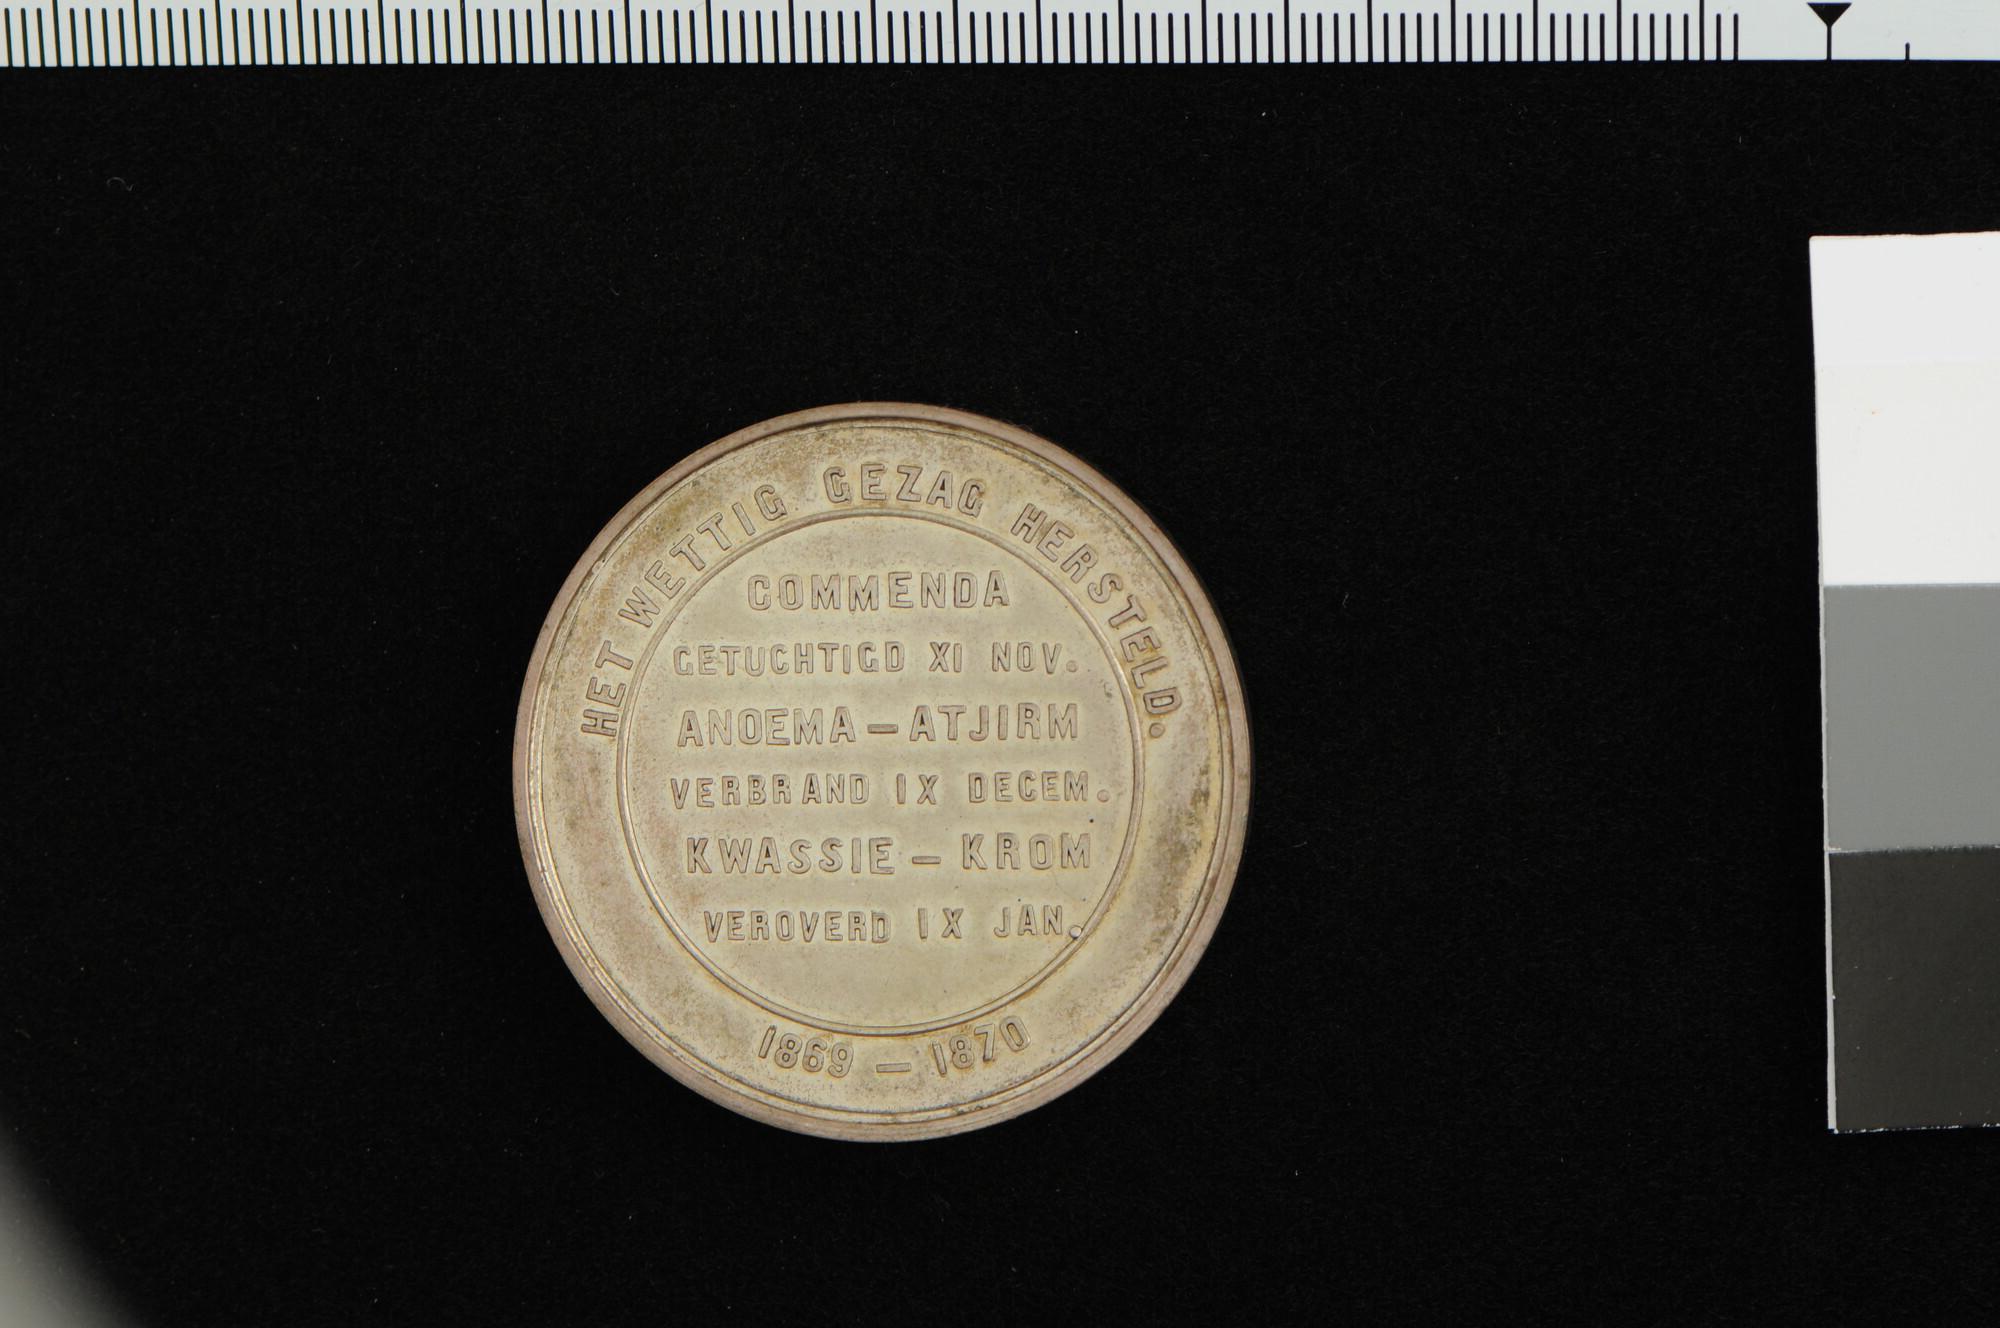 HET WETTIG GEZAG HERSTELD.
COMMENDA
GETUCHTIGD XI NOV.
ANOEMA – ATJIRM
VERBRAND IX DECEM.
KWASSIE – KROM
VEROVERD IX JAN.
1869 – 1870